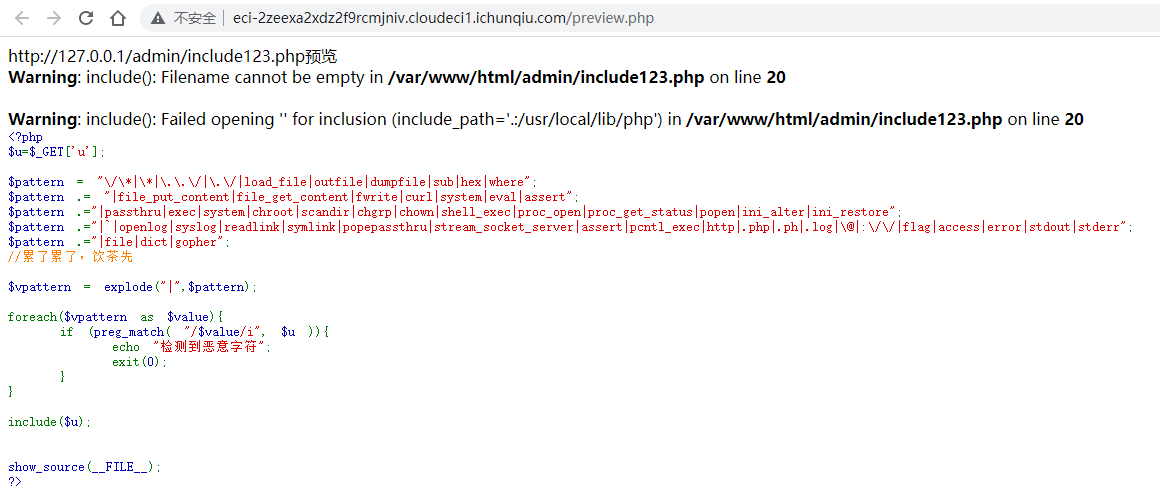 不安全 | eci-2zeexa2xdz2f9rcmjniv.cloudeci1.ichunqiu.com/preview.php
http://127.0.0.1/admin/include123.php预览
Warning: include(): Filename cannot be empty in /var/www/html/admin/include123.php on line 20
Warning: include(): Failed opening '' for inclusion (include_path='.:/usr/local/lib/php') in /var/www/html/admin/include123.php on line 20
<?php
$u=$_GET['u'];
$pattern = "\/\*|\*|\.\.\/|\.\/|load_file|outfile|dumpfile|sub|hex|where";
$pattern .= "|file_put_content|file_get_content|fwrite|curl|system|eval|assert";
$pattern .="|passthru|exec|system|chroot|scandir|chgrp|chown|shell_exec|proc_open|proc_get_status|popen|ini_alter|ini_restore";
$pattern .="|`|openlog|syslog|readlink|symlink|popepassthru|stream_socket_server|assert|pcntl_exec|http|.php|.ph|.log|\@|:\/\/|flag|access|error|stdout|stderr";
$pattern .="|file|dict|gopher";
//累了累了，饮茶先
$vpattern = explode("|",$pattern);
foreach($vpattern as $value){
if (preg_match( "/$value/i", $u )){
echo "检测到恶意字符";
exit(0);
}
}
include($u);
show_source(__FILE__);
?>